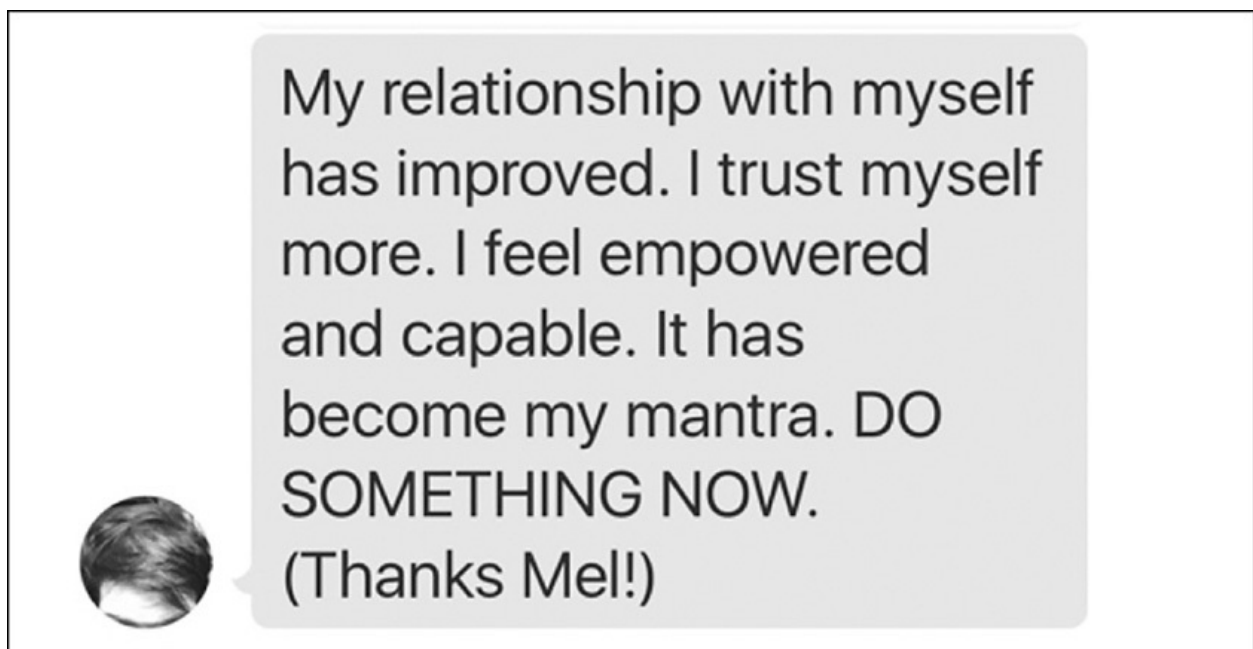 My relationship with myself
has improved. I trust myself
more. I feel empowered
and capable. It has
become my mantra. DO
SOMETHING NOW.
(Thanks Mel!)